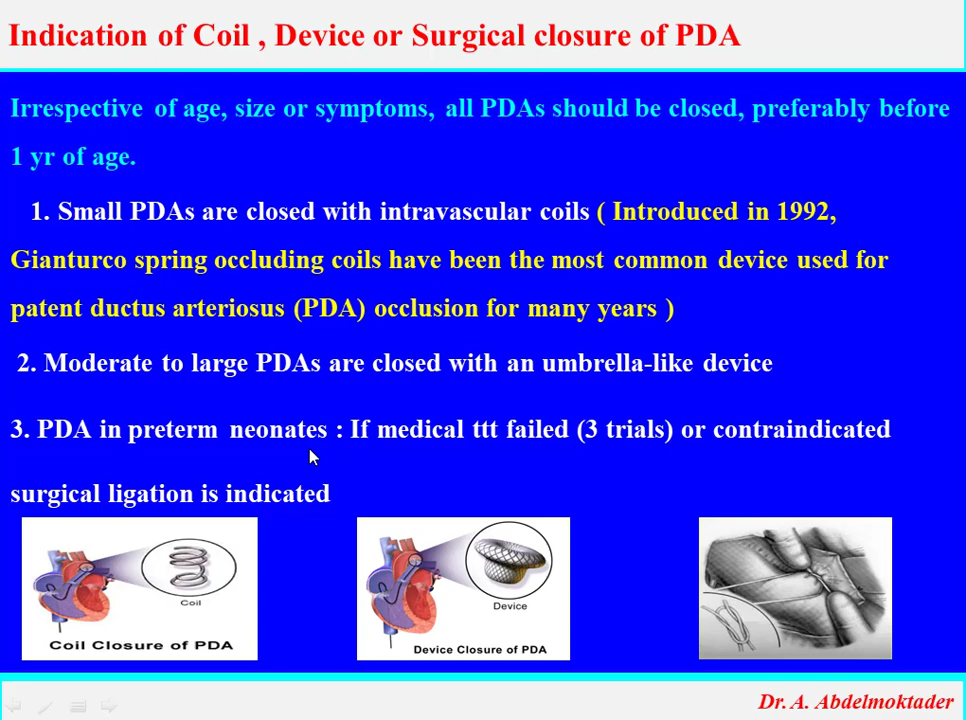 Indication of Coil , Device or Surgical closure of PDA
Irrespective of age, size or symptoms, all PDAs should be closed, preferably before
1 yr of age.
1. Small PDAs are closed with intravascular coils ( Introduced in 1992,
Gianturco spring occluding coils have been the most common device used for
patent ductus arteriosus (PDA) occlusion for many years )
2. Moderate to large PDAs are closed with an umbrella-like device
3. PDA in preterm neonates : If medical ttt failed (3 trials) or contraindicated
surgical ligation is indicated
Coil
Coil Closure of PDA
Device
Device Closure of PDA
Dr. A. Abdelmoktader